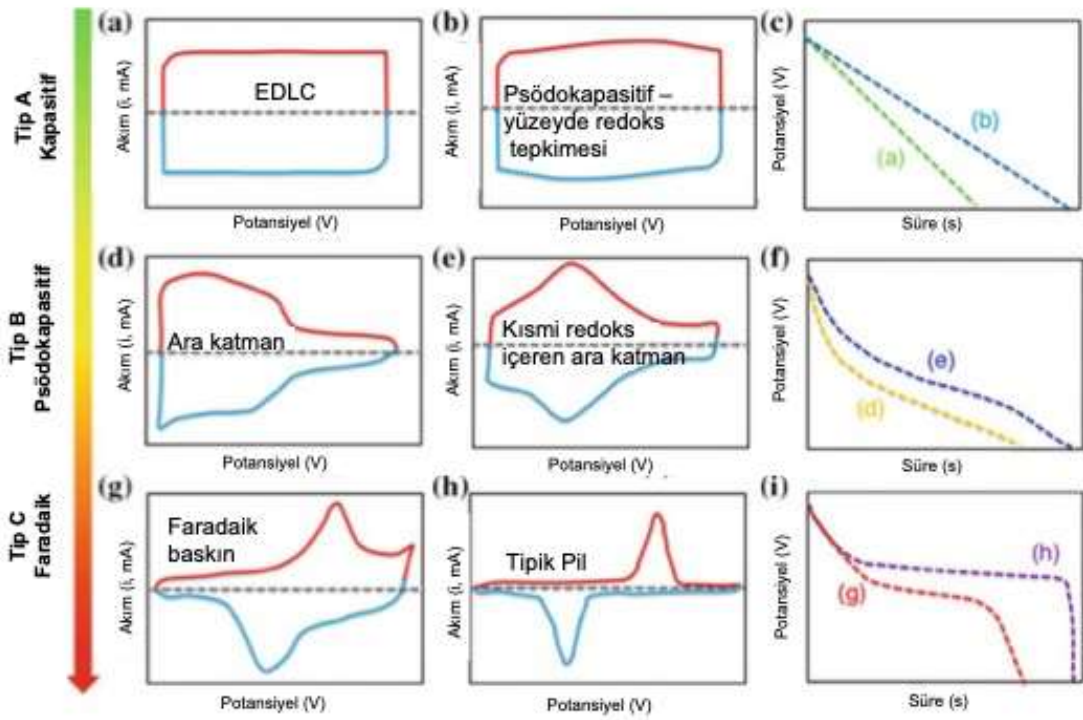 Tip A
Kapasitif
(a)
Akım (i, mA)
EDLC
Potansiyel (V)
(b)
Akım (i, mA)
Psödokapasitif –
yüzeyde redoks
tepkimesi
Potansiyel (V)
(c)
Potansiyel (V)
(b)
(a)
Süre (s)
Tip B
Psödokapasitif
(d)
Akım (i, mA)
Ara katman
Potansiyel (V)
(e)
Akım (i, mA)
Kısmi redoks
içeren ara katman
Potansiyel (V)
(f)
Potansiyel (V)
(e)
(d)
Süre (s)
Tip C
Faradaik
(g)
Akım (i, mA)
Faradaik
baskın
Potansiyel (V)
(h)
Akım (i, mA)
Tipik Pil
Potansiyel (V)
(i)
Potansiyel (V)
(h)
(g)
Süre (s)